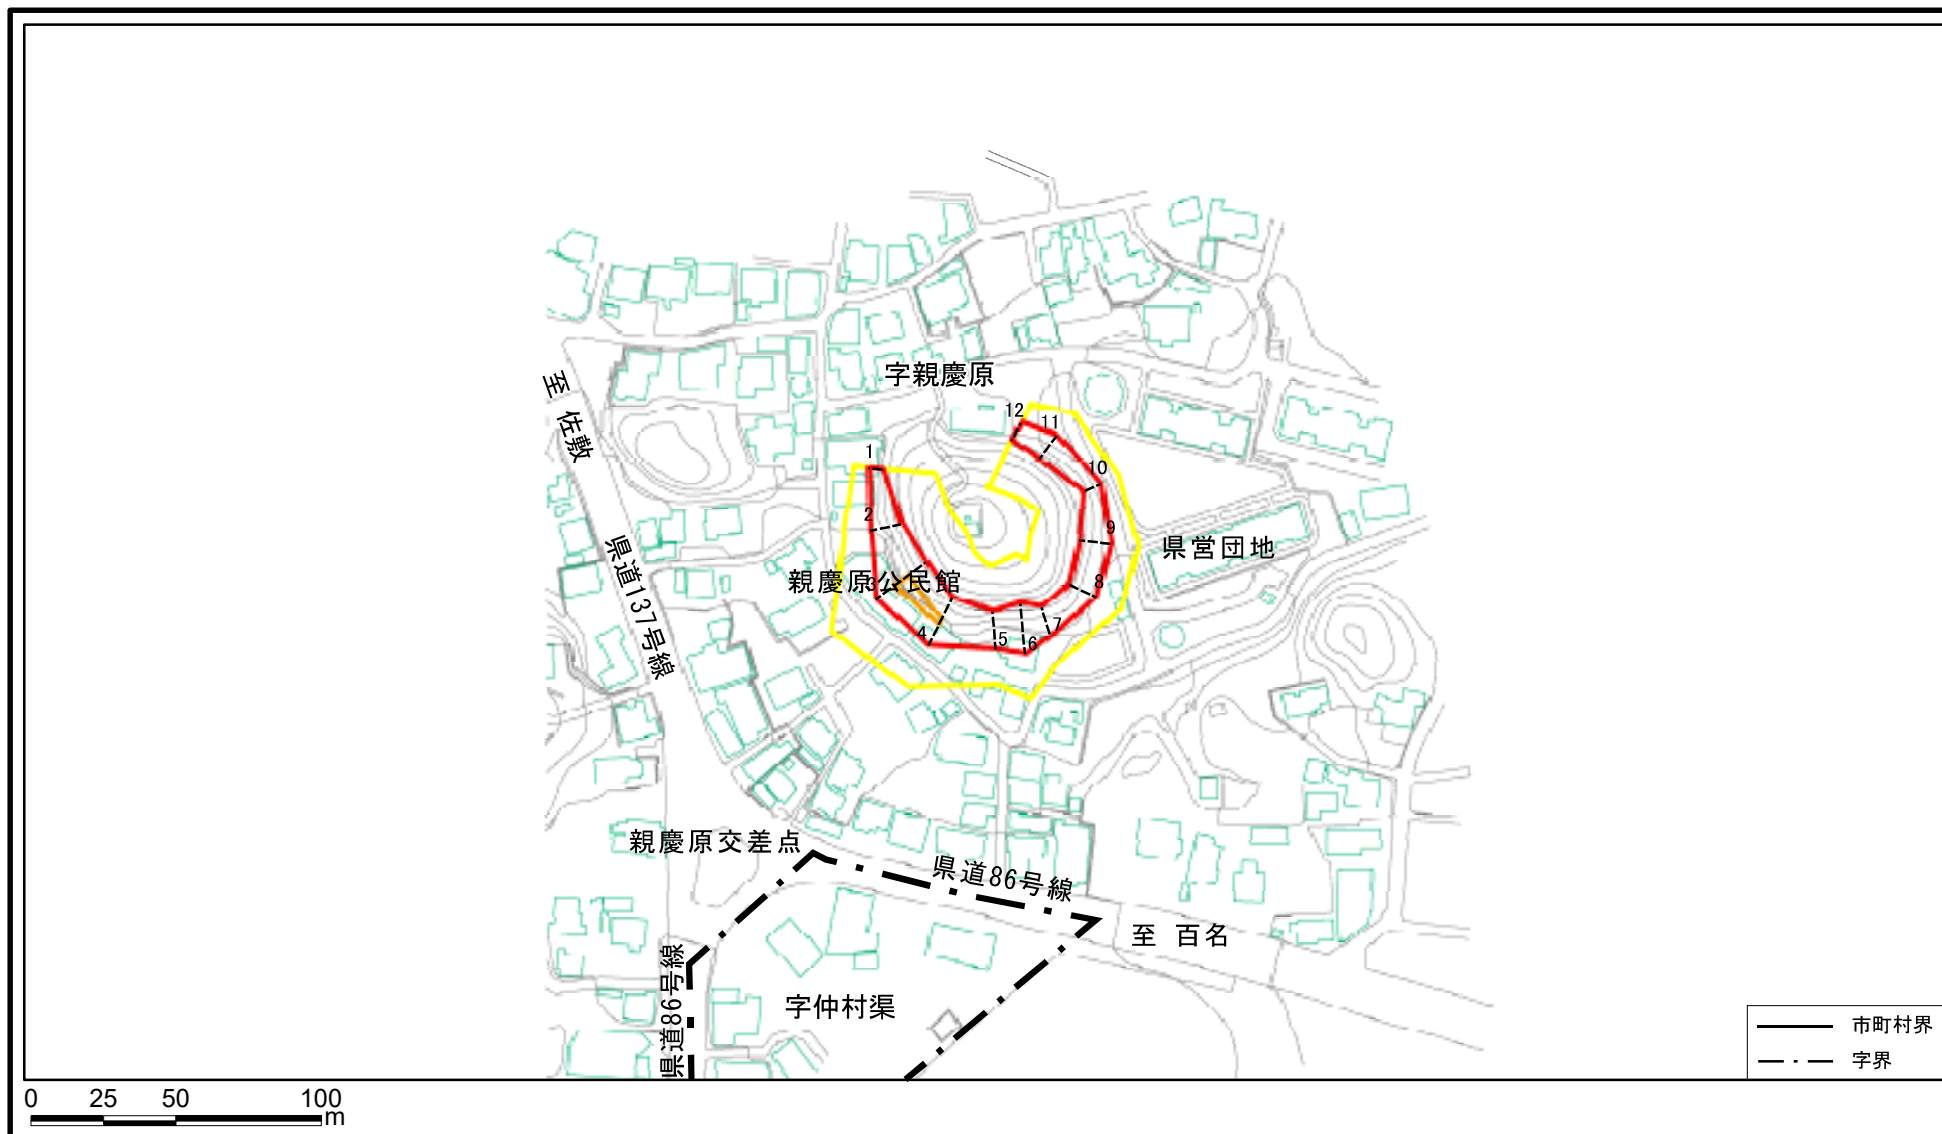 字親慶原
12
11
至 佐敷
1
10
2
9
県道137号線
県営団地
親慶原公民館
3
8
4
5
6
7
親慶原交差点
県道86号線
至 百名
県道86号線
字仲村渠
市町村界
字界
0 25 50 100
m